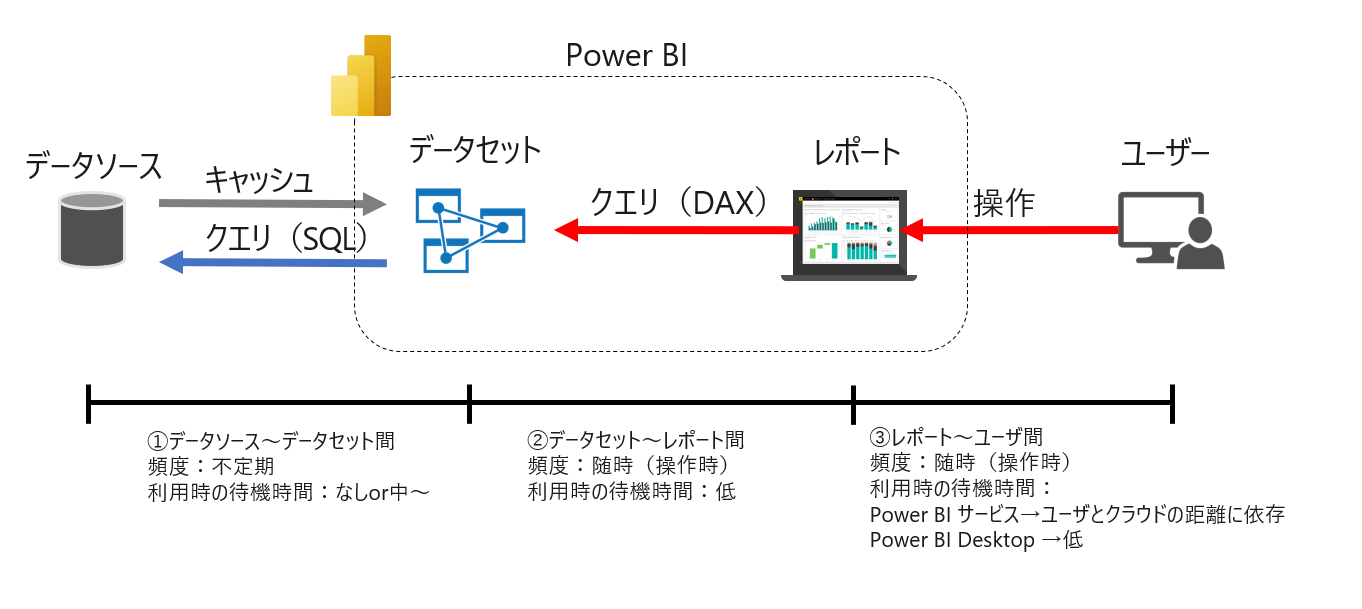 Power BI
データソース
キャッシュ
クエリ（SQL）
データセット
クエリ（DAX）
レポート
操作
ユーザー
①データソース～データセット間
頻度：不定期
利用時の待機時間：なしor中～
②データセット～レポート間
頻度：随時（操作時）
利用時の待機時間：低
③レポート～ユーザ間
頻度：随時（操作時）
利用時の待機時間：
Power BI サービス→ユーザとクラウドの距離に依存
Power BI Desktop →低